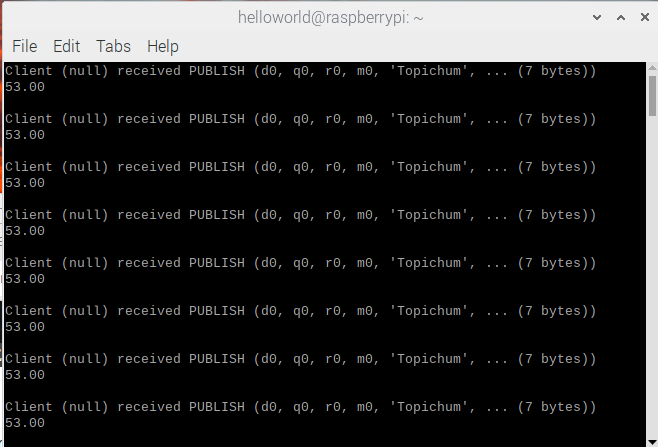 helloworld@raspberrypi: ~
File Edit Tabs Help
Client (null) received PUBLISH (d0, q0, r0, m0, 'Topichum', ... (7 bytes))
53.00
Client (null) received PUBLISH (d0, q0, r0, m0, 'Topichum', ... (7 bytes))
53.00
Client (null) received PUBLISH (d0, q0, r0, m0, 'Topichum', ... (7 bytes))
53.00
Client (null) received PUBLISH (d0, q0, r0, m0, 'Topichum', ... (7 bytes))
53.00
Client (null) received PUBLISH (d0, q0, r0, m0, 'Topichum', ... (7 bytes))
53.00
Client (null) received PUBLISH (d0, q0, r0, m0, 'Topichum', ... (7 bytes))
53.00
Client (null) received PUBLISH (d0, q0, r0, m0, 'Topichum', ... (7 bytes))
53.00
Client (null) received PUBLISH (d0, q0, r0, m0, 'Topichum', ... (7 bytes))
53.00